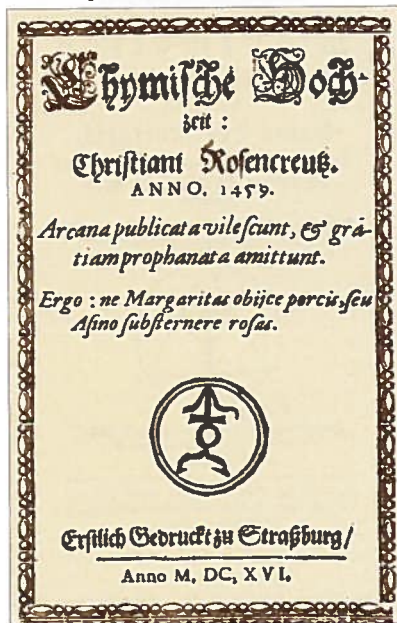 Chymische Hoch-
zeit:
Christiani Rosencreutz.
ANNO. 1459.
Arcana publicata vilescunt, & grå-
tiam prophanata amittunt.
Ergo: ne Margaritas obijce porcis, seu
Asino substernere rosas.
Erstlich Gedruckt zu Straßburg/
Anno M, DC, XVI.